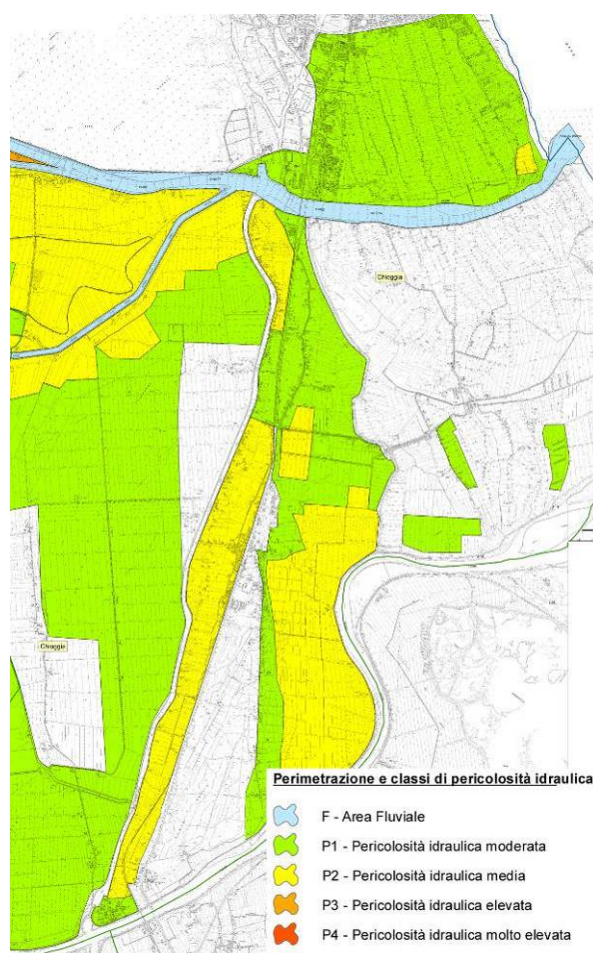 Chioggia
Chioggia
Perimetrazione e classi di pericolosità idraulica
F - Area Fluviale
P1 - Pericolosità idraulica moderata
P2 - Pericolosità idraulica media
P3 - Pericolosità idraulica elevata
P4 - Pericolosità idraulica molto elevata